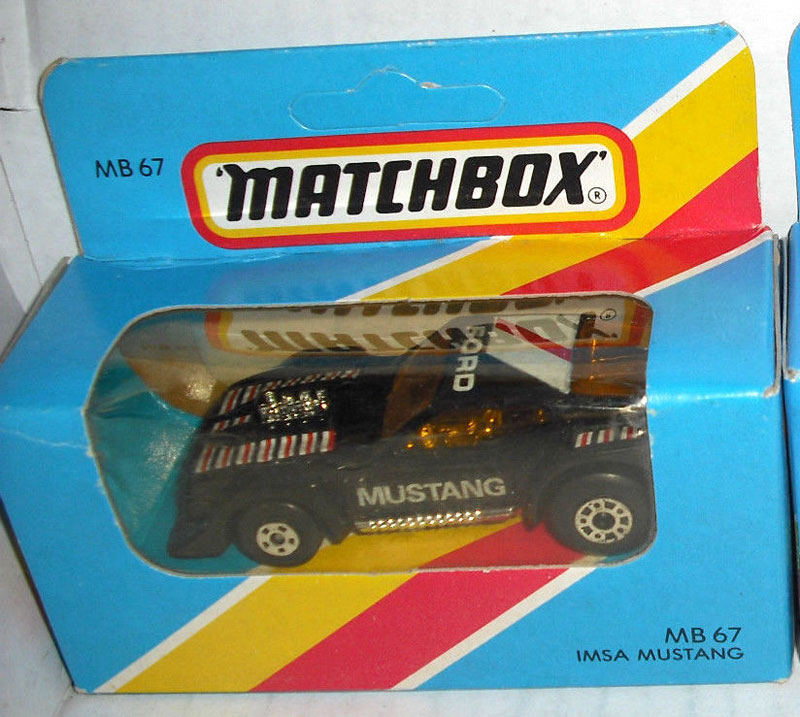 MB 67
'MATCHBOX'®
FORD
MUSTANG
MB 67
IMSA MUSTANG